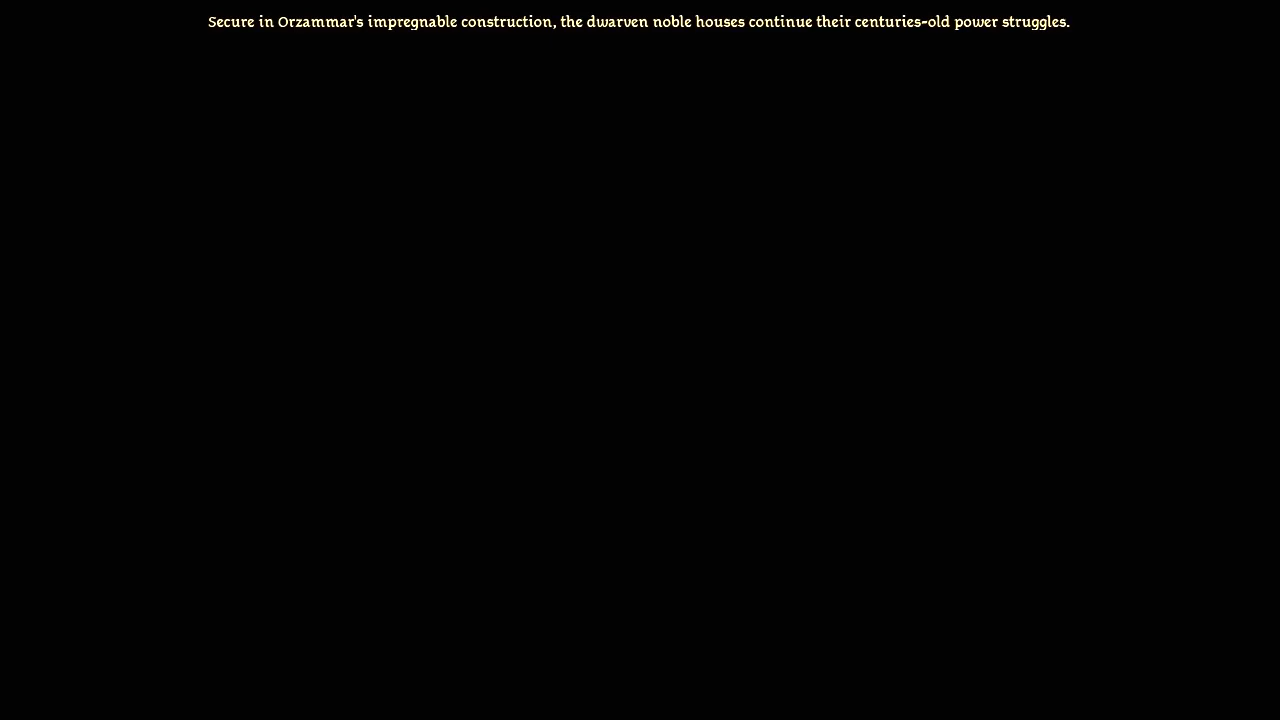 Secure in Orzammar's impregnable construction, the dwarven noble houses continue their centuries-old power struggles.